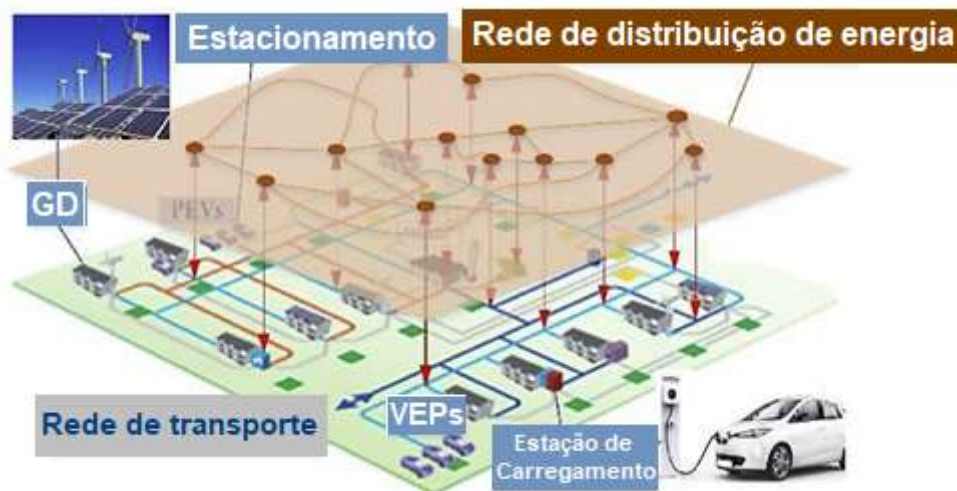 Estacionamento
Rede de distribuição de energia
GD
PEVs
Rede de transporte
VEPs
Estação de
Carregamento